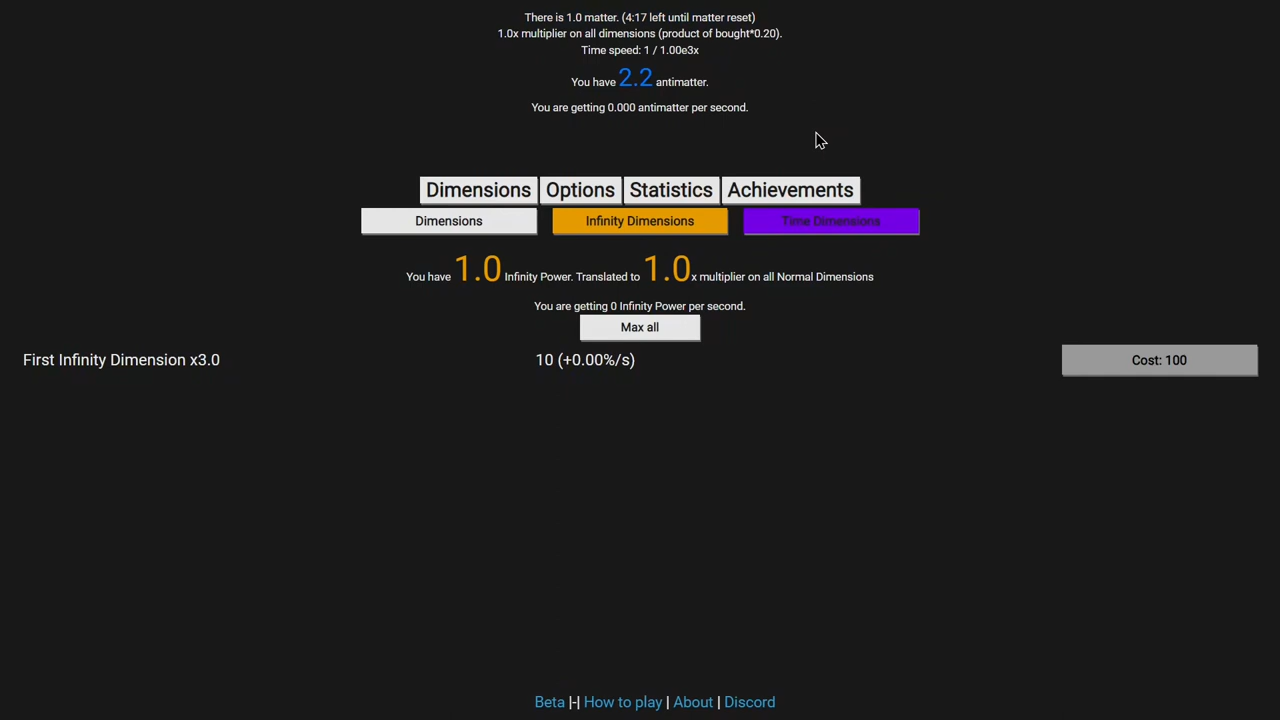 There is 1.0 matter. (4:17 left until matter reset)
1.0x multiplier on all dimensions (product of bought*0.20).
Time speed: 1 / 1.00e3x
You have 2.2 antimatter.
You are getting 0.000 antimatter per second.
Dimensions Options Statistics Achievements
Dimensions Infinity Dimensions Time Dimensions
You have 1.0 Infinity Power. Translated to 1.0x multiplier on all Normal Dimensions
You are getting 0 Infinity Power per second.
Max all
First Infinity Dimension x3.0 10 (+0.00%/s) Cost: 100
Beta |-| How to play | About | Discord